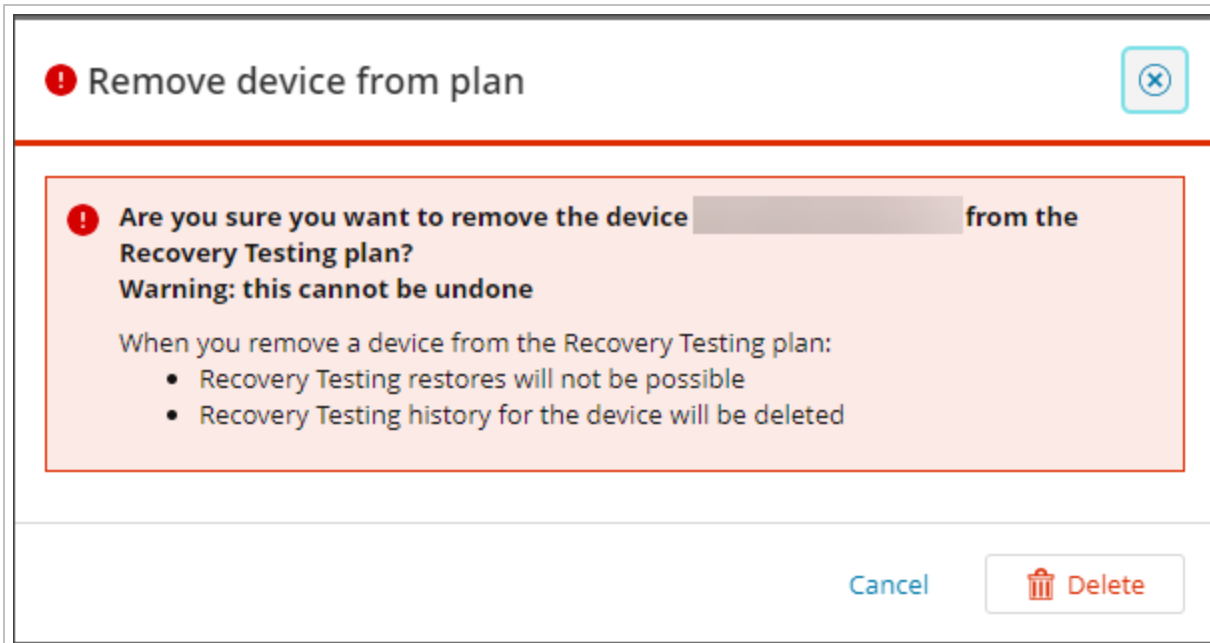 Remove device from plan
Are you sure you want to remove the device from the
Recovery Testing plan?
Warning: this cannot be undone
When you remove a device from the Recovery Testing plan:
• Recovery Testing restores will not be possible
• Recovery Testing history for the device will be deleted
Cancel
Delete